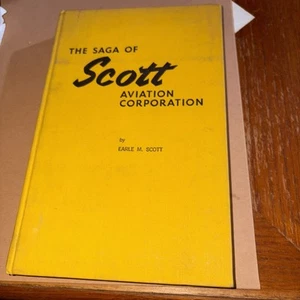 THE SAGA OF
Scott
AVIATION
CORPORATION
by
EARLE M. SCOTT